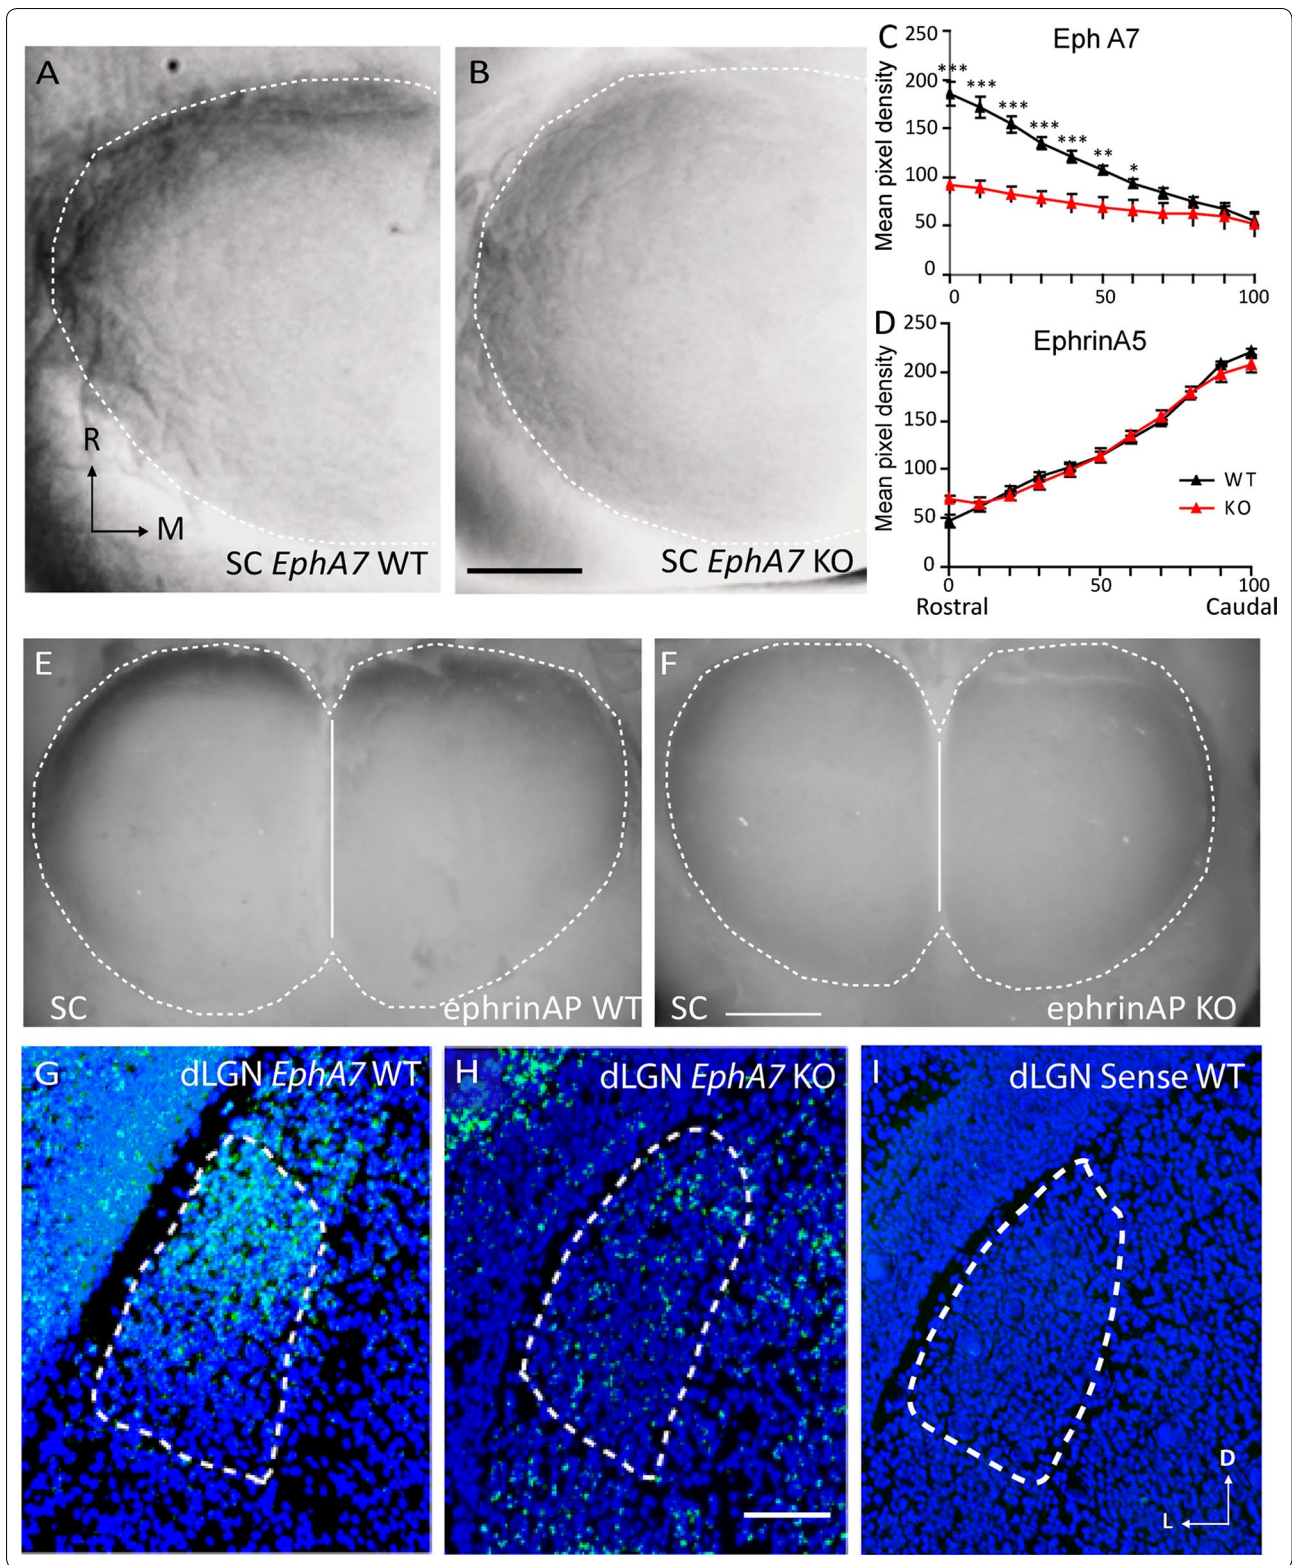 A
R
M
SC EphA7 WT
B
SC EphA7 KO
C
Eph A7
Mean pixel density
250
200
150
100
50
0
***
***
***
***
***
**
*
0
50
100
D
EphrinA5
Mean pixel density
250
200
150
100
50
0
WT
KO
0
50
100
Rostral
Caudal
E
SC
ephrinAP WT
F
SC
ephrinAP KO
G
dLGN EphA7 WT
H
dLGN EphA7 KO
I
dLGN Sense WT
D
L